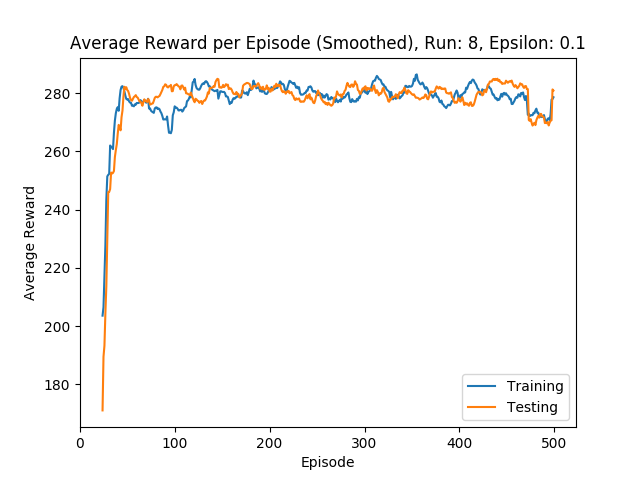 Average Reward per Episode (Smoothed), Run: 8, Epsilon: 0.1
280
260
240
220
200
180
Average Reward
0 100 200 300 400 500
Episode
Training
Testing